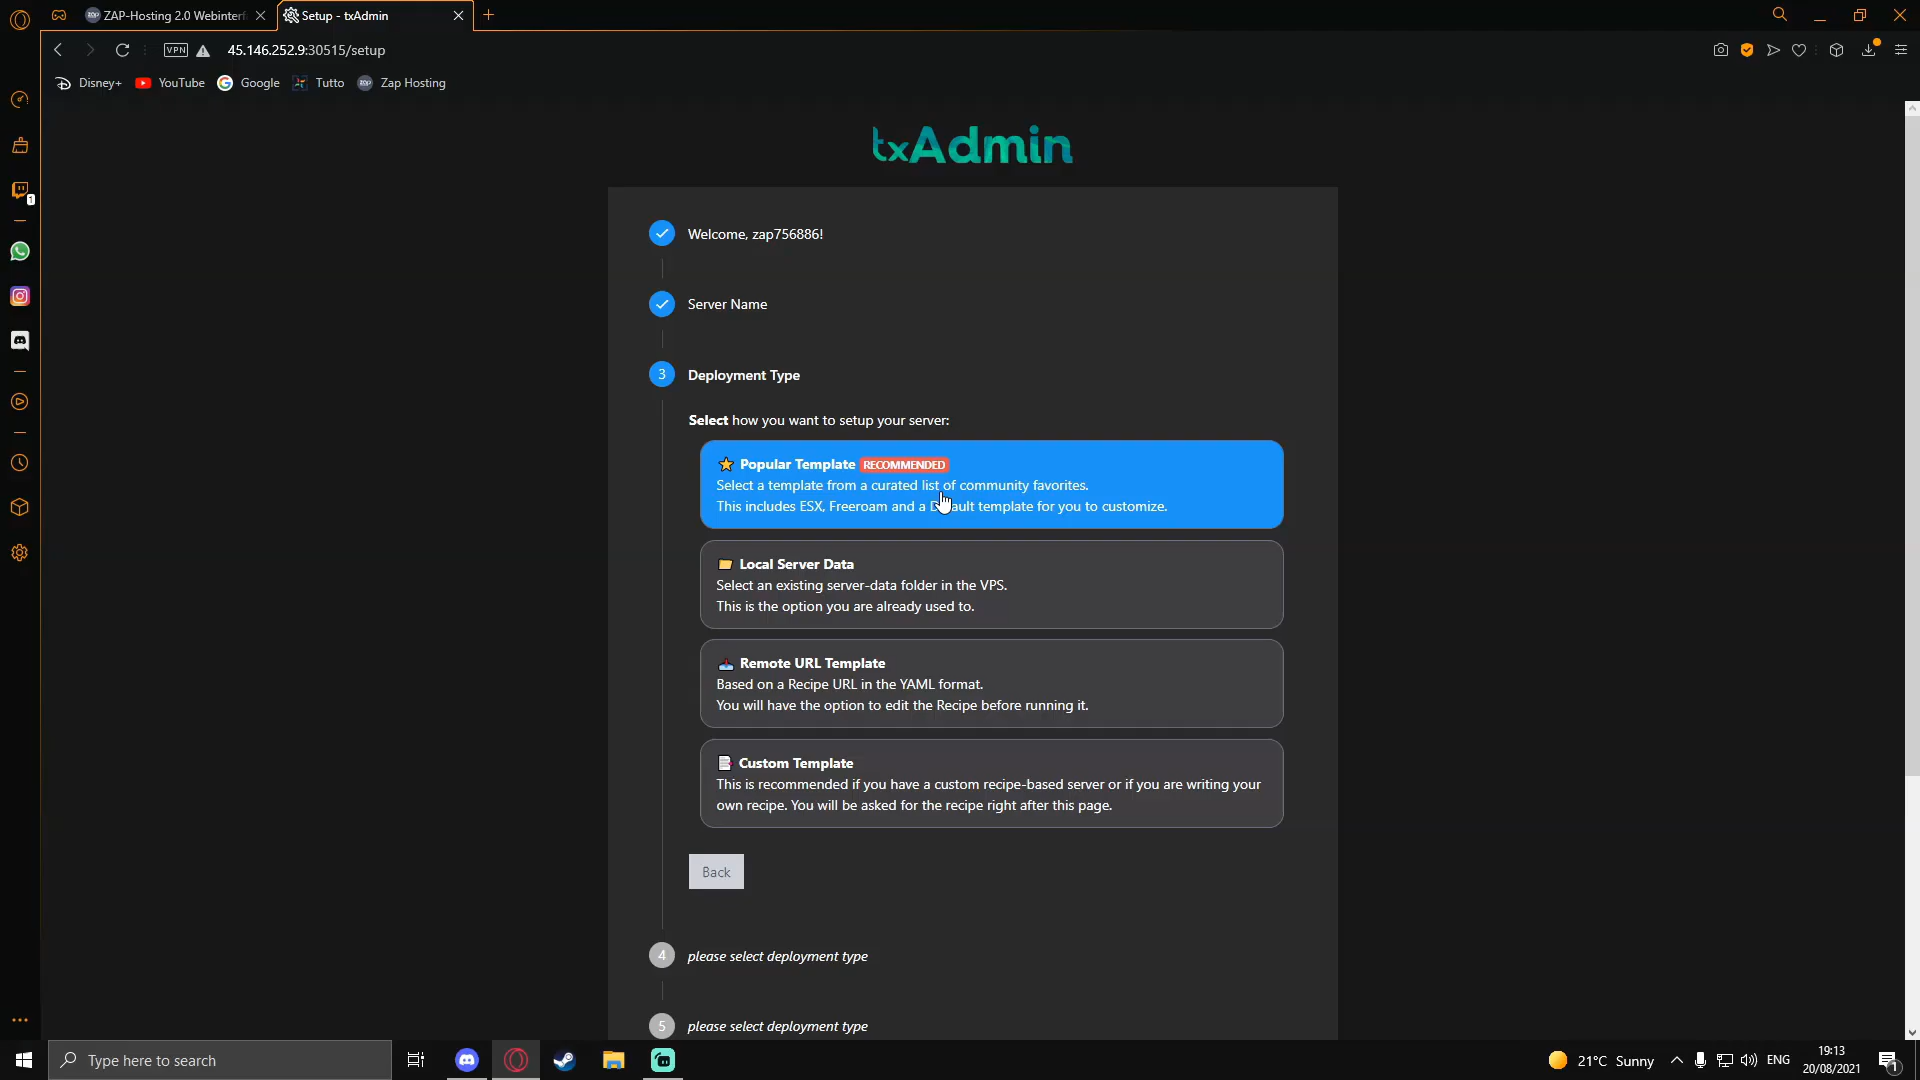 ZAP-Hosting 2.0 Webinterf
Setup - txAdmin
VPN
45.146.252.9:30515/setup
Disney+
YouTube
Google
Tutto
Zap Hosting
txAdmin
Welcome, zap756886!
Server Name
3
Deployment Type
Select how you want to setup your server:
Popular Template RECOMMENDED
Select a template from a curated list of community favorites.
This includes ESX, Freeroam and a Default template for you to customize.
Local Server Data
Select an existing server-data folder in the VPS.
This is the option you are already used to.
Remote URL Template
Based on a Recipe URL in the YAML format.
You will have the option to edit the Recipe before running it.
Custom Template
This is recommended if you have a custom recipe-based server or if you are writing your
own recipe. You will be asked for the recipe right after this page.
Back
4
please select deployment type
5
please select deployment type
1
Type here to search
21°C Sunny
ENG
19:13
20/08/2021
1